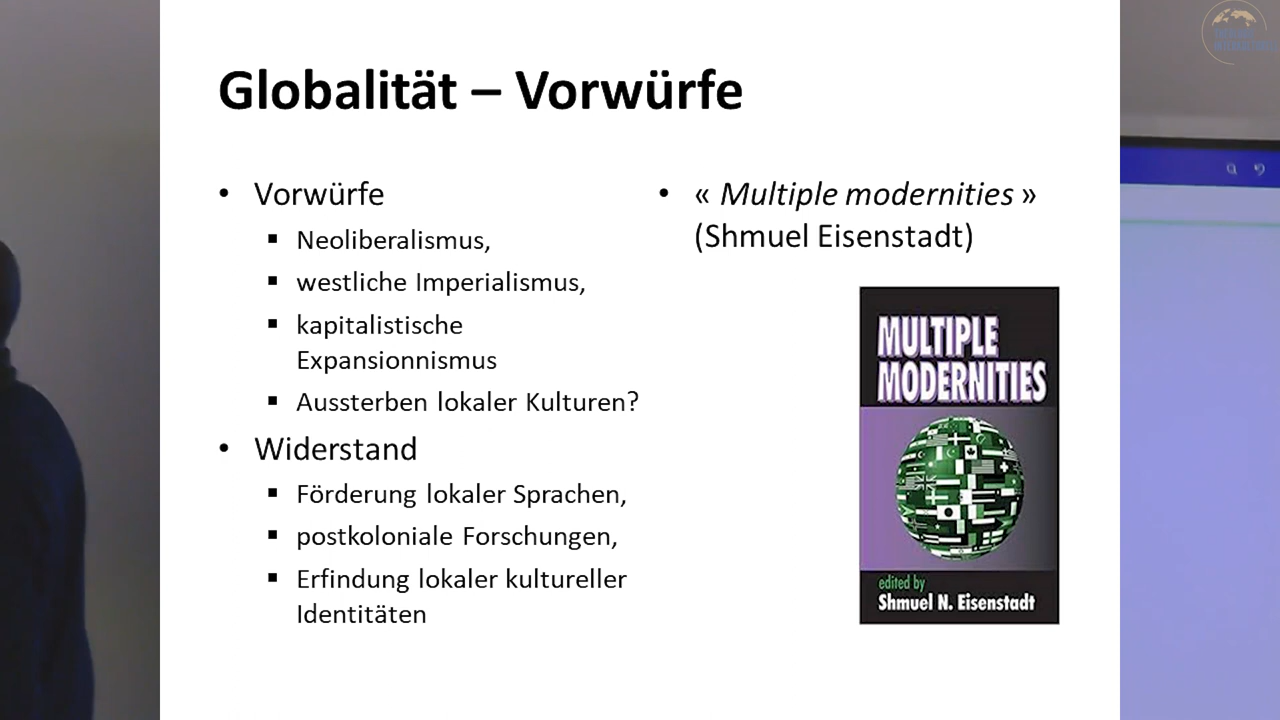 Globalität – Vorwürfe
• Vorwürfe
▪ Neoliberalismus,
▪ westliche Imperialismus,
▪ kapitalistische
Expansionnismus
▪ Aussterben lokaler Kulturen?
• Widerstand
▪ Förderung lokaler Sprachen,
▪ postkoloniale Forschungen,
▪ Erfindung lokaler kultureller
Identitäten
• « Multiple modernities »
(Shmuel Eisenstadt)
MULTIPLE
MODERNITIES
edited by
Shmuel N. Eisenstadt